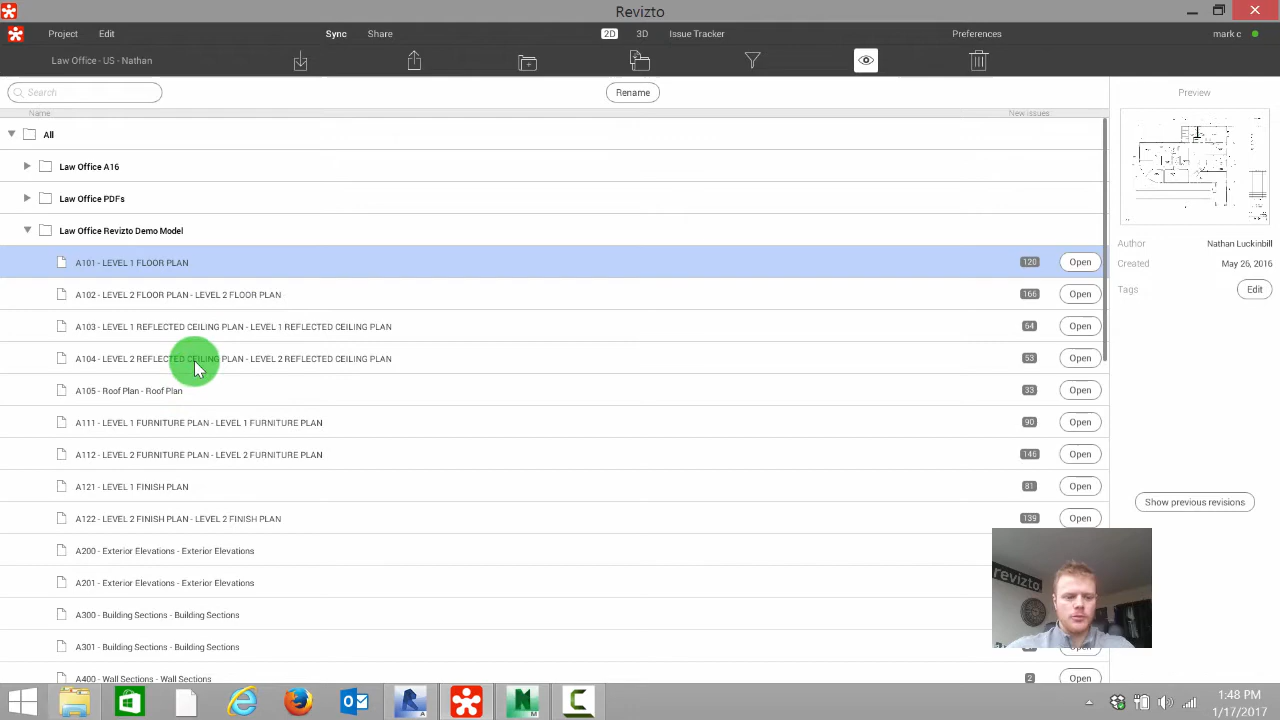 Revizto
Project Edit Sync Share 2D 3D Issue Tracker Preferences mark c
Law Office - US - Nathan
Search Rename Preview
Name New issues:
All
Law Office A16
Law Office PDFs
Law Office Revizto Demo Model
A101 - LEVEL 1 FLOOR PLAN 120 Open
A102 - LEVEL 2 FLOOR PLAN - LEVEL 2 FLOOR PLAN 166 Open
A103 - LEVEL 1 REFLECTED CEILING PLAN - LEVEL 1 REFLECTED CEILING PLAN 64 Open
A104 - LEVEL 2 REFLECTED CEILING PLAN - LEVEL 2 REFLECTED CEILING PLAN 53 Open
A105 - Roof Plan - Roof Plan 33 Open
A111 - LEVEL 1 FURNITURE PLAN - LEVEL 1 FURNITURE PLAN 90 Open
A112 - LEVEL 2 FURNITURE PLAN - LEVEL 2 FURNITURE PLAN 146 Open
A121 - LEVEL 1 FINISH PLAN 81 Open
A122 - LEVEL 2 FINISH PLAN - LEVEL 2 FINISH PLAN 139 Open
A200 - Exterior Elevations - Exterior Elevations
A201 - Exterior Elevations - Exterior Elevations
A300 - Building Sections - Building Sections
A301 - Building Sections - Building Sections
A400 - Wall Sections - Wall Sections 2 Open
Author Nathan Luckinbill
Created May 26, 2016
Tags Edit
Show previous revisions
revizto
1:48 PM
1/17/2017